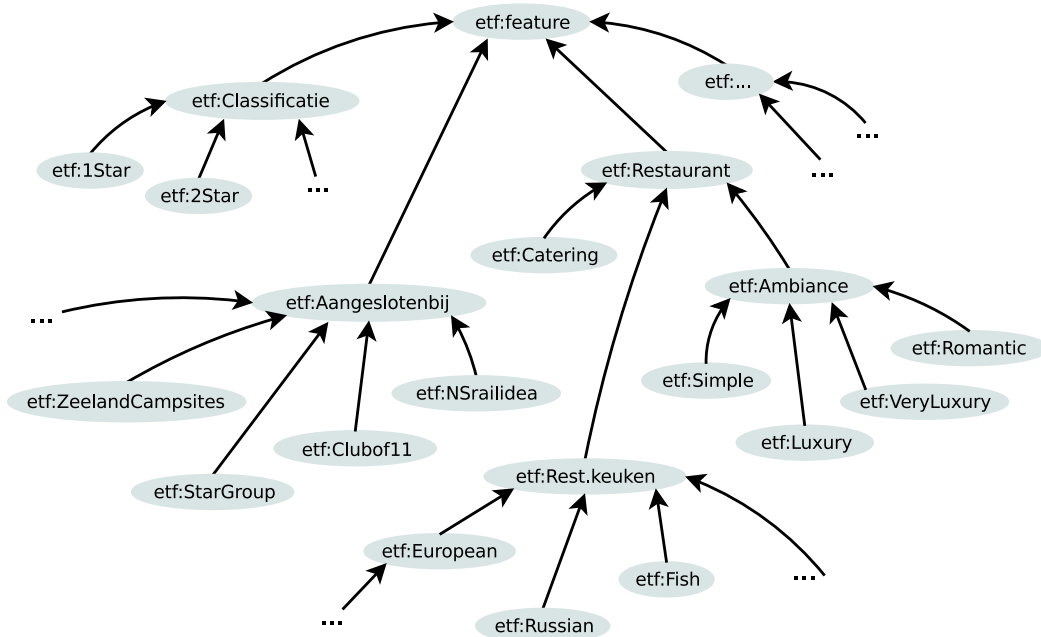 etf:feature
etf:...
etf:Classificatie
...
etf:1Star
etf:Restaurant
...
etf:2Star
...
etf:Catering
etf:Ambiance
etf:Aangeslotenbij
...
etf:Romantic
etf:Simple
etf:NSrailidea
etf:ZeelandCampsites
etf:VeryLuxury
etf:Clubof11
etf:Luxury
etf:Rest.keuken
etf:StarGroup
etf:European
etf:Fish
...
...
etf:Russian